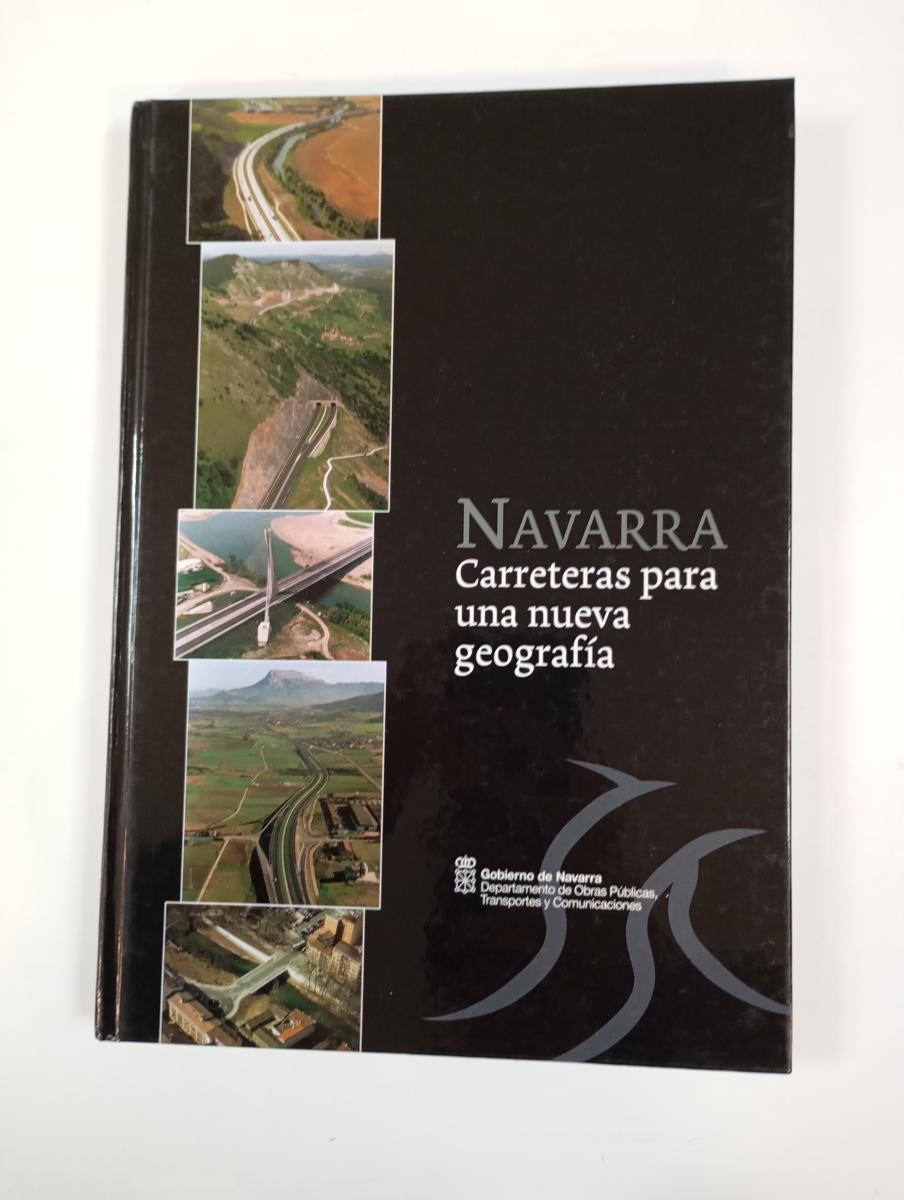 NAVARRA
Carreteras para
una nueva
geografía
Gobierno de Navarra
Departamento de Obras Públicas,
Transportes y Comunicaciones